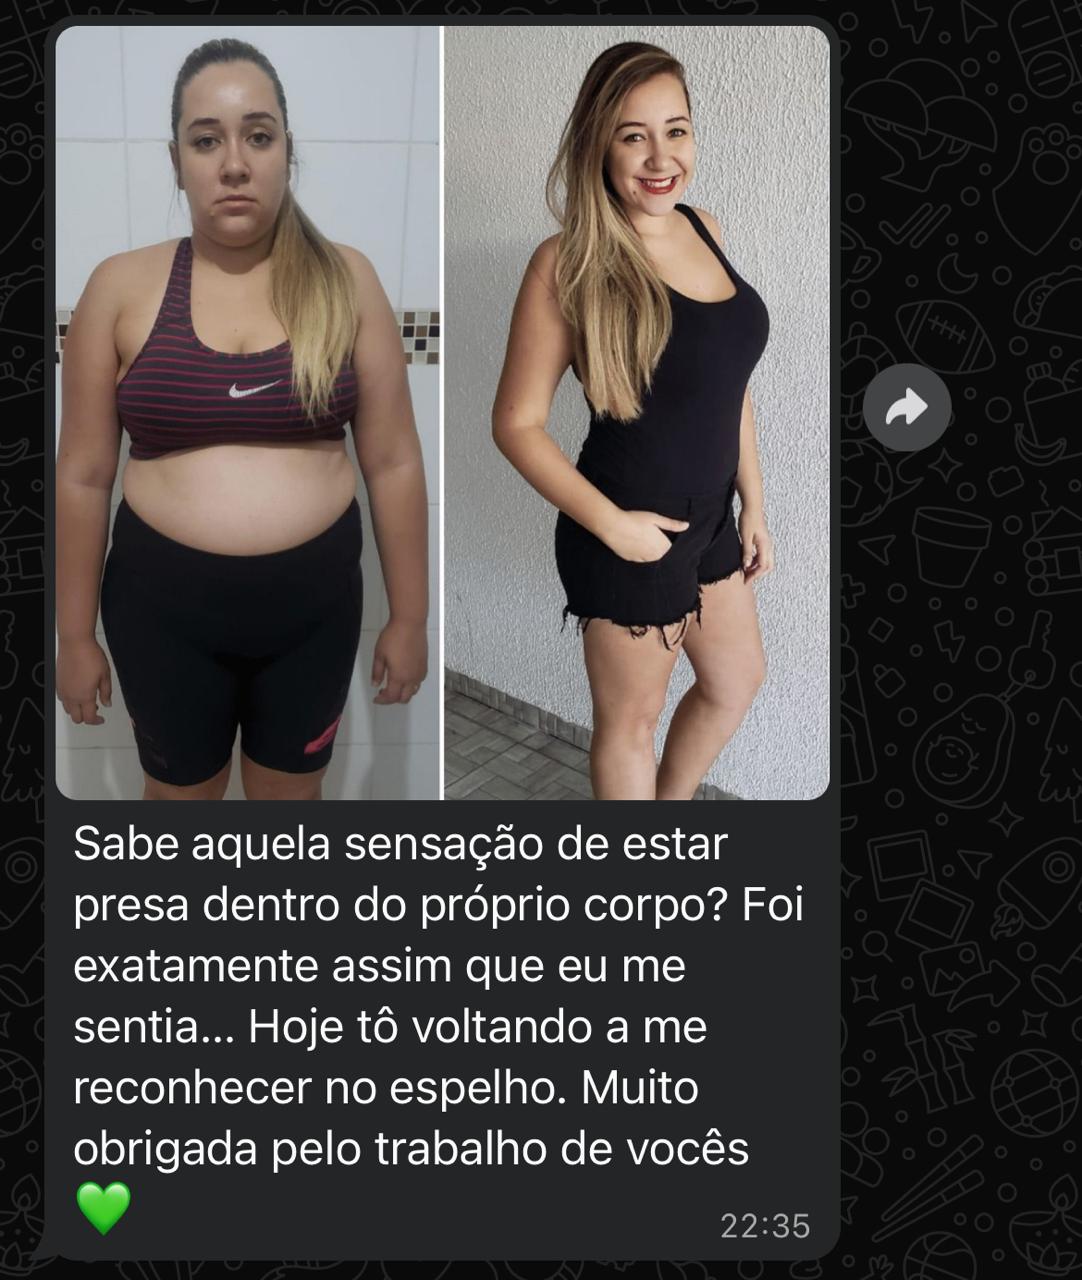 Sabe aquela sensação de estar
presa dentro do próprio corpo? Foi
exatamente assim que eu me
sentia... Hoje tô voltando a me
reconhecer no espelho. Muito
obrigada pelo trabalho de vocês
💚
22:35